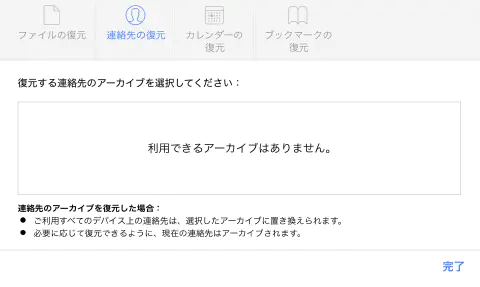 ファイルの復元
連絡先の復元
カレンダーの
復元
ブックマークの
復元
復元する連絡先のアーカイブを選択してください：
利用できるアーカイブはありません。
連絡先のアーカイブを復元した場合：
● ご利用すべてのデバイス上の連絡先は、選択したアーカイブに置き換えられます。
● 必要に応じて復元できるように、現在の連絡先はアーカイブされます。
完了